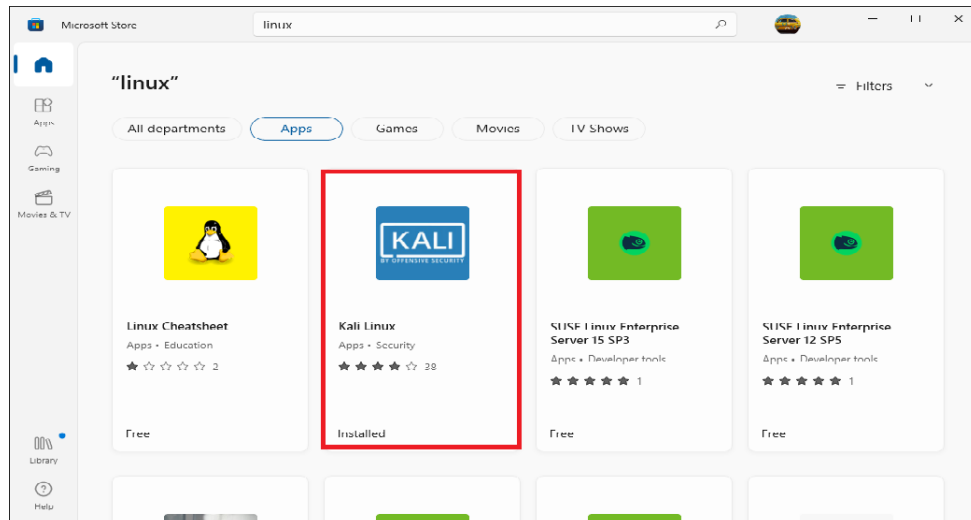 Microsoft Store
linux
"linux"
Filters
All departments
Apps
Games
Movies
TV Shows
Apps
Gaming
Movies & TV
KALI
BY OFFENSIVE SECURITY
Linux Cheatsheet
Apps • Education
2
Free
Kali Linux
Apps • Security
38
Installed
SUSE Linux Enterprise
Server 15 SP3
Apps • Developer tools
1
Free
SUSE Linux Enterprise
Server 12 SP5
Apps • Developer tools
1
Free
Library
Help